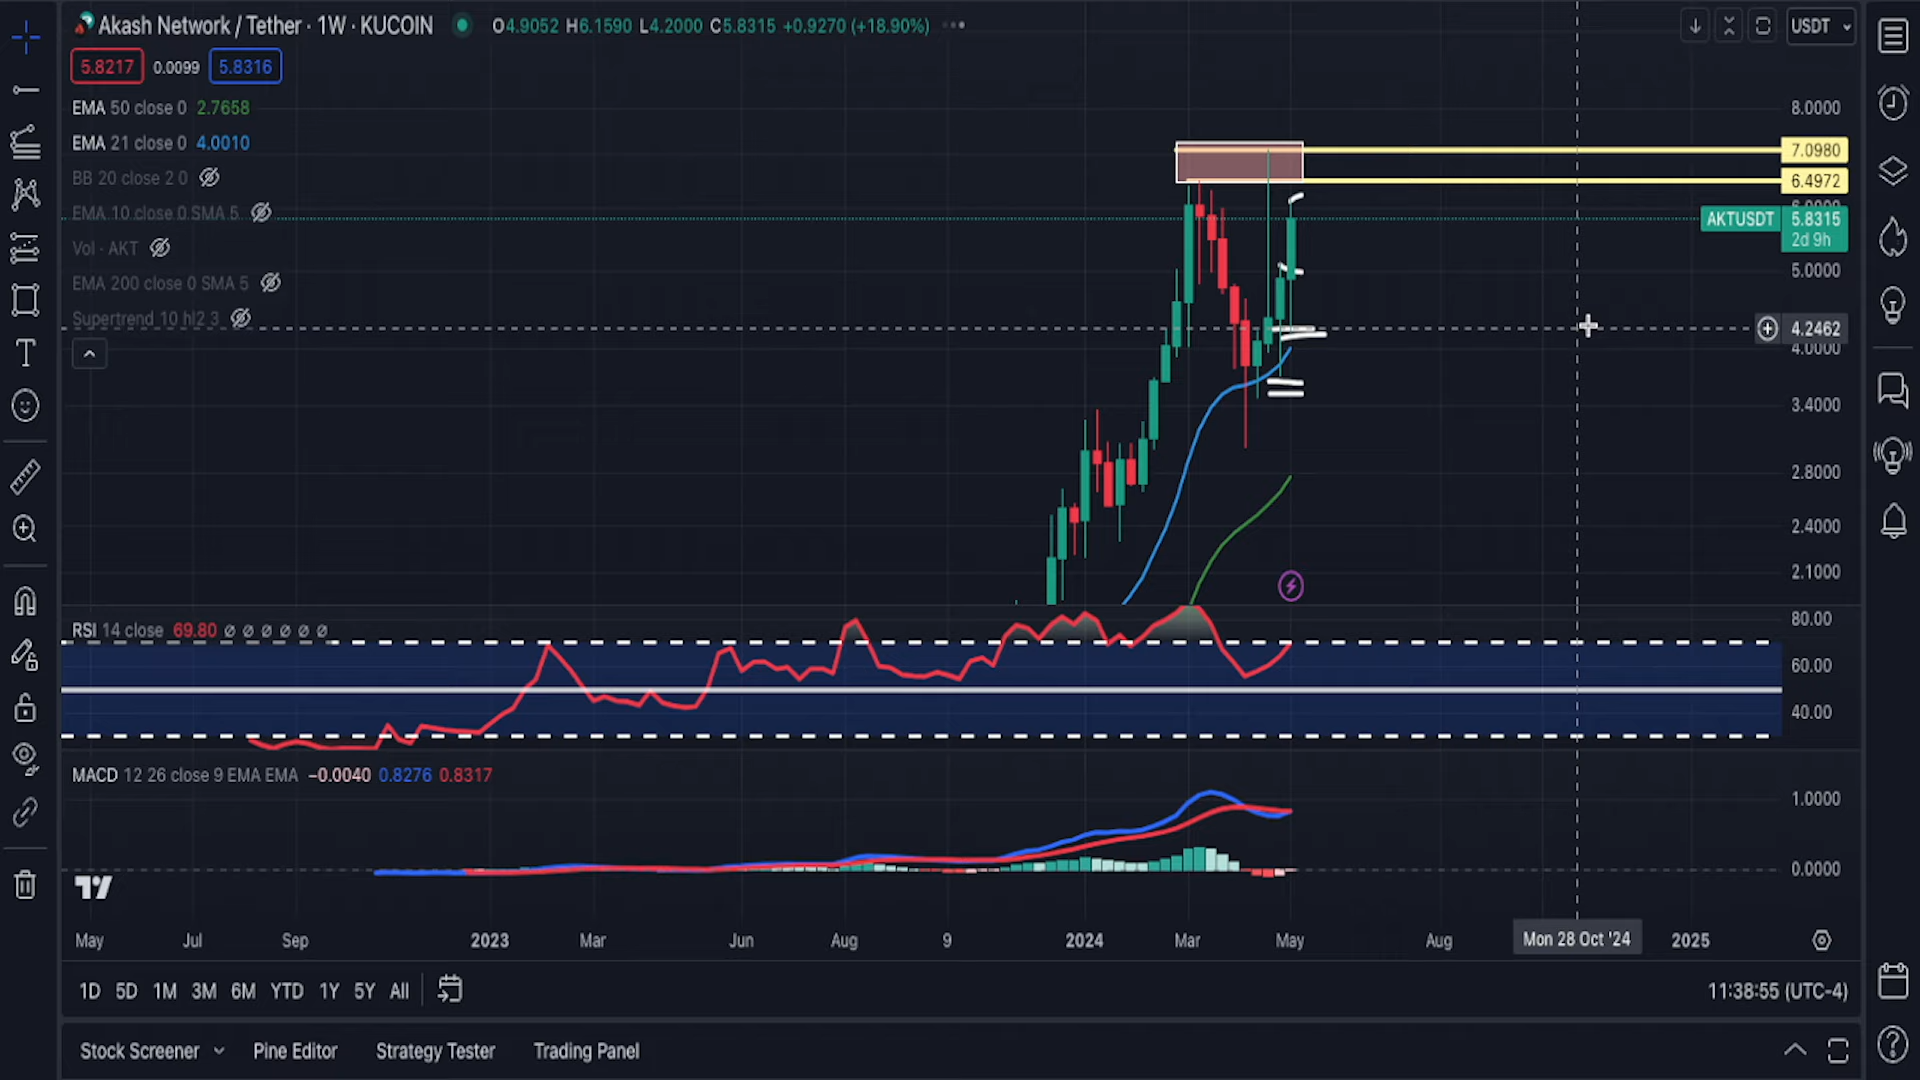 Akash Network / Tether · 1W · KUCOIN O4.9052 H6.1590 L4.2000 C5.8315 +0.9270 (+18.90%)
USDT
5.8217 0.0099 5.8316
EMA 50 close 0 2.7658
EMA 21 close 0 4.0010
BB 20 close 2 0
EMA 10 close 0 SMA 5
Vol · AKT
EMA 200 close 0 SMA 5
Supertrend 10 hl2 3
8.0000
7.0980
6.4972
6.0000
AKTUSDT 5.8315
2d 9h
5.0000
4.2462
4.0000
3.4000
2.8000
2.4000
2.1000
RSI 14 close 69.80 ∅ ∅ ∅ ∅ ∅ ∅
80.00
60.00
40.00
MACD 12 26 close 9 EMA EMA −0.0040 0.8276 0.8317
1.0000
0.0000
May Jul Sep 2023 Mar Jun Aug 9 2024 Mar May Aug Mon 28 Oct '24 2025
1D 5D 1M 3M 6M YTD 1Y 5Y All
11:38:55 (UTC-4)
Stock Screener Pine Editor Strategy Tester Trading Panel